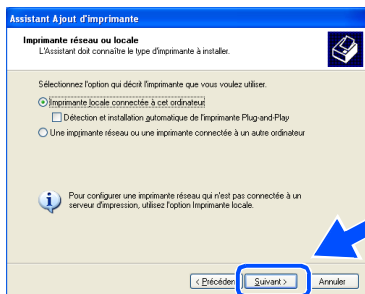 Assistant Ajout d'imprimante
Imprimante réseau ou locale
L'Assistant doit connaître le type d'imprimante à installer.
Sélectionnez l'option qui décrit l'imprimante que vous voulez utiliser.
Imprimante locale connectée à cet ordinateur
Détection et installation automatique de l'imprimante Plug-and-Play
Une imprimante réseau ou une imprimante connectée à un autre ordinateur
Pour configurer une imprimante réseau qui n'est pas connectée à un
serveur d'impression, utilisez l'option Imprimante locale.
< Précéden Suivant > Annuler